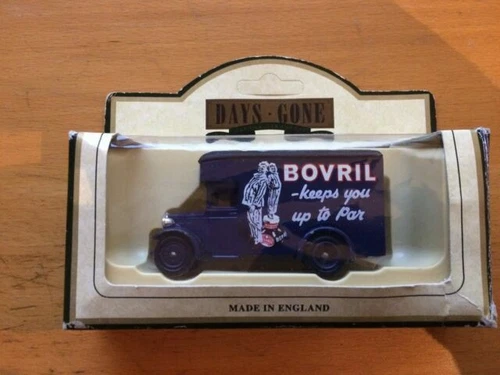 DAYS · GONE
BOVRIL
-keeps you
up to Par
MADE IN ENGLAND